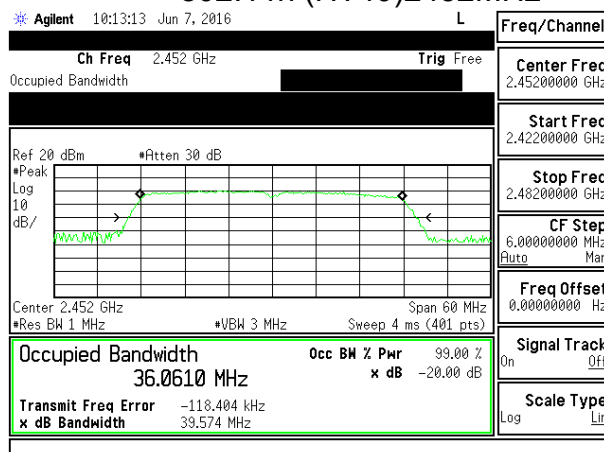 Agilent 10:13:13 Jun 7, 2016 L
Ch Freq 2.452 GHz Trig Free
Occupied Bandwidth
Ref 20 dBm #Atten 30 dB
#Peak
Log
10
dB/
Center 2.452 GHz Span 60 MHz
#Res BW 1 MHz #VBW 3 MHz Sweep 4 ms (401 pts)
Occupied Bandwidth Occ BW % Pwr 99.00 %
36.0610 MHz x dB -20.00 dB
Transmit Freq Error -118.404 kHz
x dB Bandwidth 39.574 MHz
Freq/Channel
Center Freq
2.45200000 GHz
Start Freq
2.42200000 GHz
Stop Freq
2.48200000 GHz
CF Step
6.00000000 MHz
Auto Man
Freq Offset
0.00000000 Hz
Signal Track
On Off
Scale Type
Log Lin